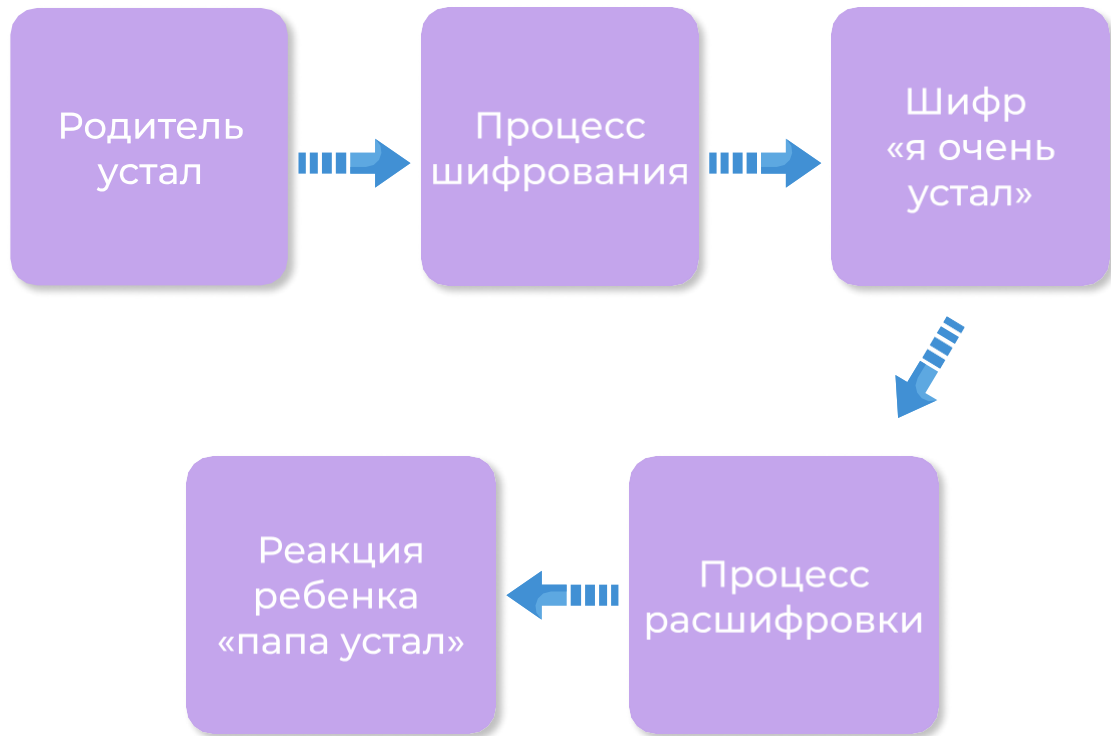 Родитель
устал
Процесс
шифрования
Шифр
«я очень
устал»
Процесс
расшифровки
Реакция
ребенка
«папа устал»